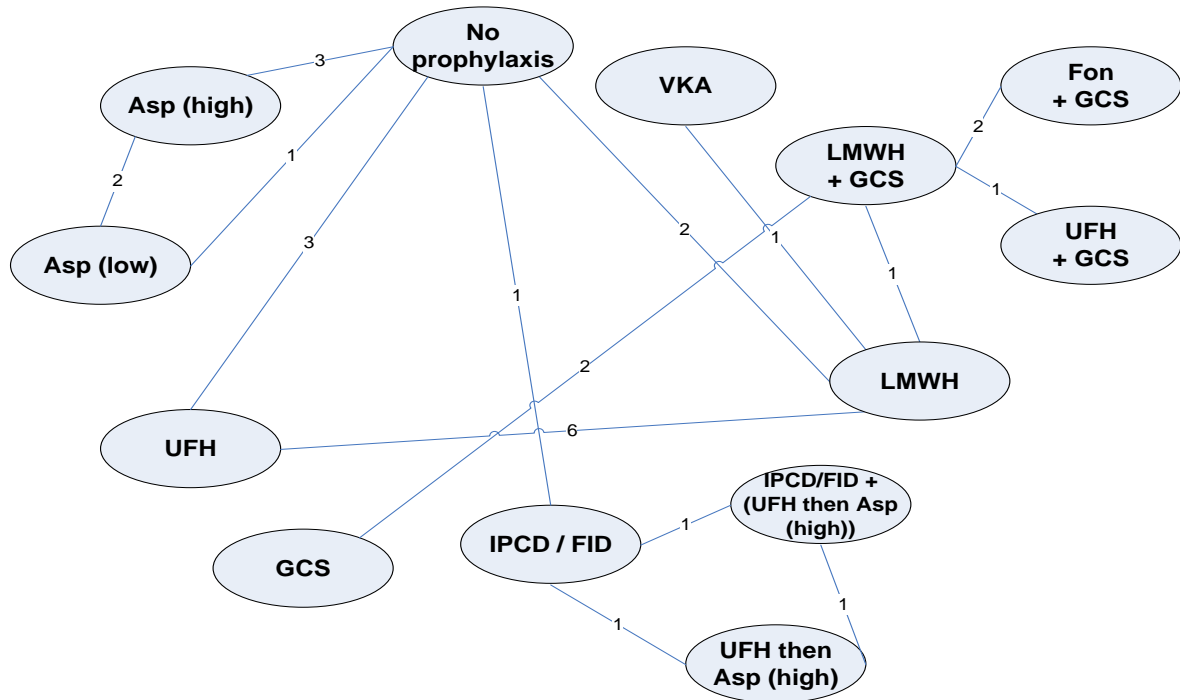 No
prophylaxis
3
Asp (high)
VKA
Fon
+ GCS
2
1
2
LMWH
+ GCS
1
Asp (low)
3
2
1
UFH
+ GCS
1
1
2
LMWH
UFH
6
IPCD/FID +
(UFH then Asp
(high))
1
IPCD / FID
GCS
1
1
UFH then
Asp (high)